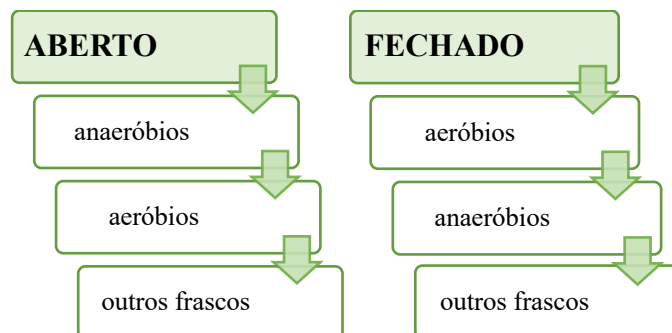 ABERTO
anaeróbios
aeróbios
outros frascos
FECHADO
aeróbios
anaeróbios
outros frascos